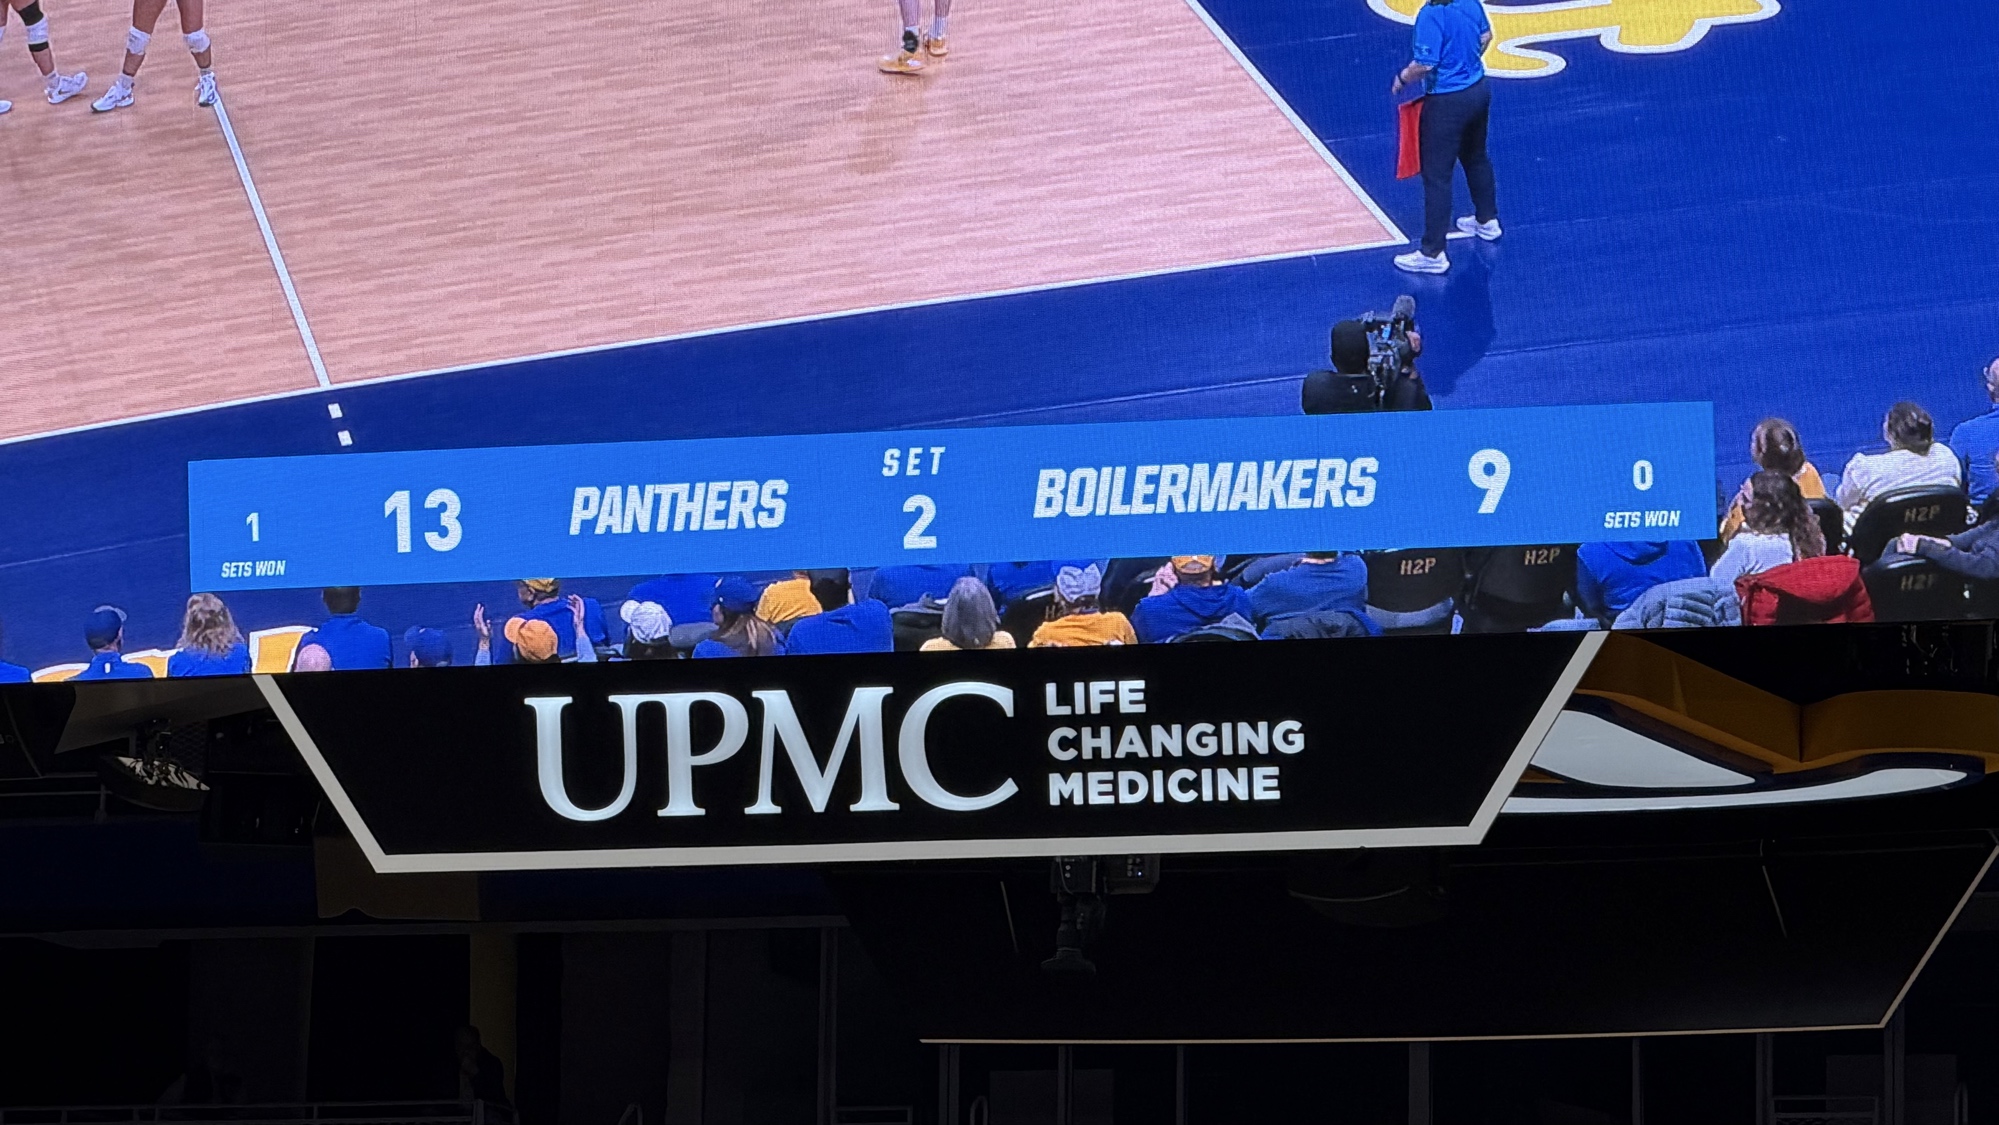 1
SETS WON
13
PANTHERS
SET
2
BOILERMAKERS
9
0
SETS WON
H2P
H2P
H2P
H2P
UPMC
LIFE
CHANGING
MEDICINE